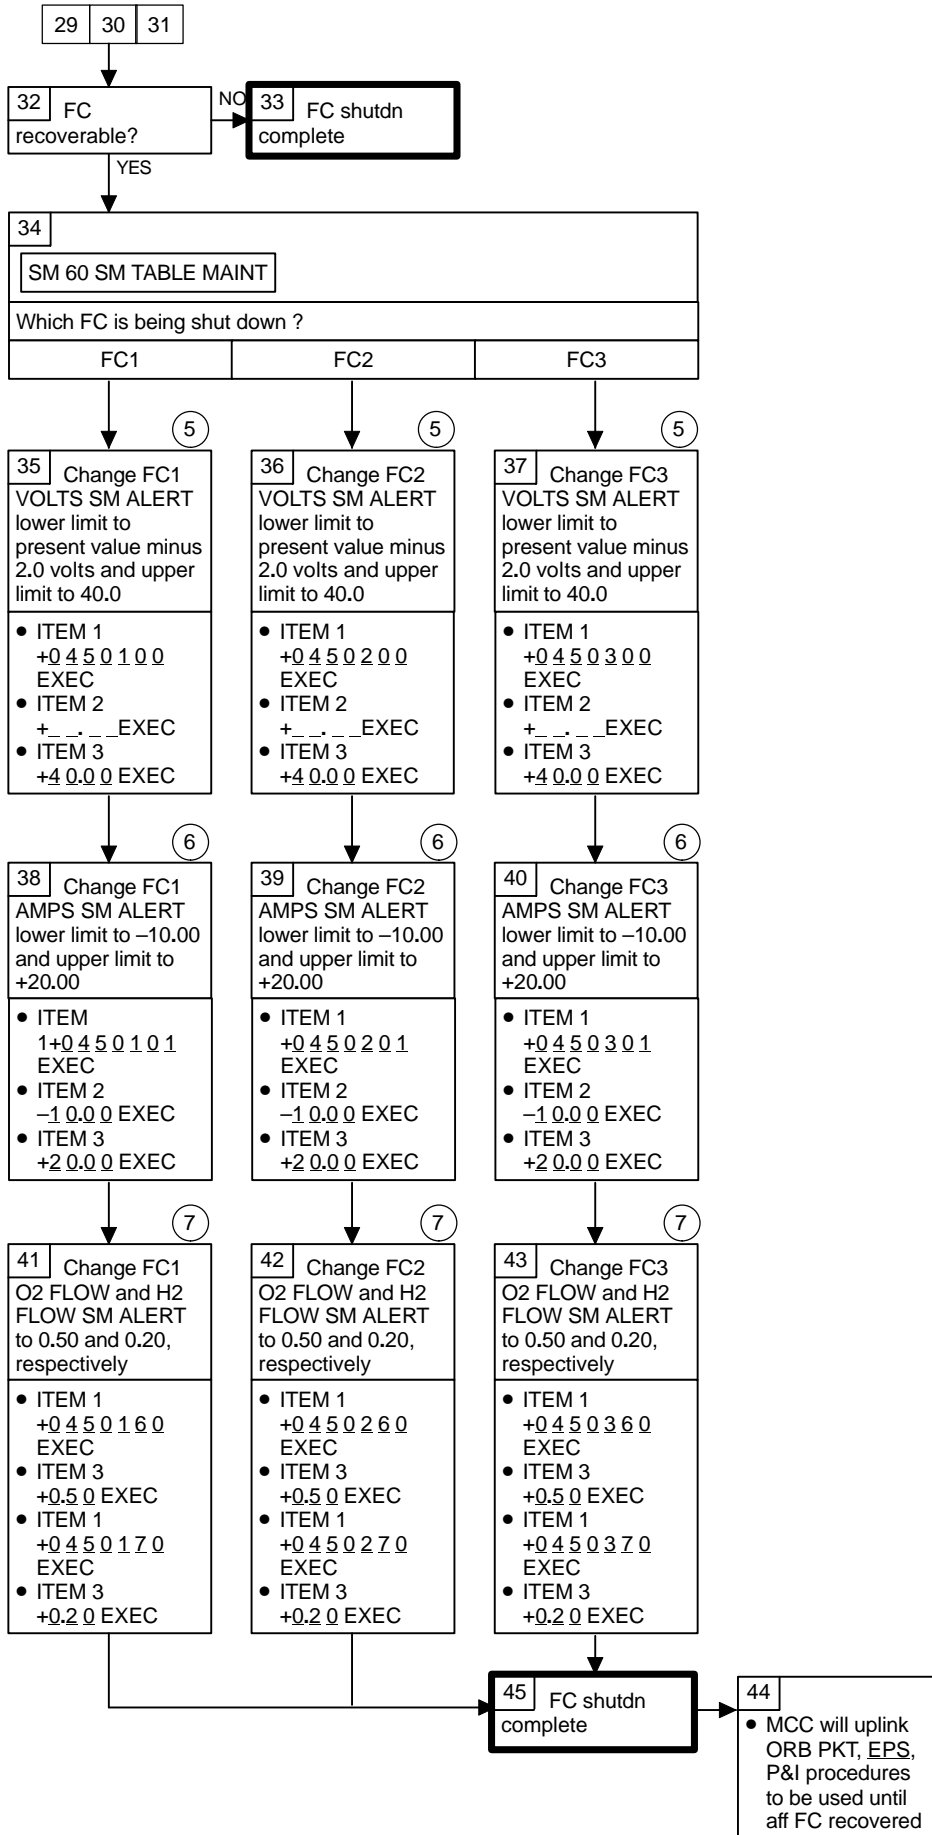 29 30 31
32 FC
recoverable?
NO
33 FC shutdn
complete
YES
34
SM 60 SM TABLE MAINT
Which FC is being shut down ?
FC1 FC2 FC3
5
35 Change FC1
VOLTS SM ALERT
lower limit to
present value minus
2.0 volts and upper
limit to 40.0
• ITEM 1
+0 4 5 0 1 0 0
EXEC
• ITEM 2
+_ _. _ _EXEC
• ITEM 3
+4 0.0 0 EXEC
5
36 Change FC2
VOLTS SM ALERT
lower limit to
present value minus
2.0 volts and upper
limit to 40.0
• ITEM 1
+0 4 5 0 2 0 0
EXEC
• ITEM 2
+_ _. _ _EXEC
• ITEM 3
+4 0.0 0 EXEC
5
37 Change FC3
VOLTS SM ALERT
lower limit to
present value minus
2.0 volts and upper
limit to 40.0
• ITEM 1
+0 4 5 0 3 0 0
EXEC
• ITEM 2
+_ _. _ _EXEC
• ITEM 3
+4 0.0 0 EXEC
6
38 Change FC1
AMPS SM ALERT
lower limit to –10.00
and upper limit to
+20.00
• ITEM
1+0 4 5 0 1 0 1
EXEC
• ITEM 2
–1 0.0 0 EXEC
• ITEM 3
+2 0.0 0 EXEC
6
39 Change FC2
AMPS SM ALERT
lower limit to –10.00
and upper limit to
+20.00
• ITEM 1
+0 4 5 0 2 0 1
EXEC
• ITEM 2
–1 0.0 0 EXEC
• ITEM 3
+2 0.0 0 EXEC
6
40 Change FC3
AMPS SM ALERT
lower limit to –10.00
and upper limit to
+20.00
• ITEM 1
+0 4 5 0 3 0 1
EXEC
• ITEM 2
–1 0.0 0 EXEC
• ITEM 3
+2 0.0 0 EXEC
7
41 Change FC1
O2 FLOW and H2
FLOW SM ALERT
to 0.50 and 0.20,
respectively
• ITEM 1
+0 4 5 0 1 6 0
EXEC
• ITEM 3
+0.5 0 EXEC
• ITEM 1
+0 4 5 0 1 7 0
EXEC
• ITEM 3
+0.2 0 EXEC
7
42 Change FC2
O2 FLOW and H2
FLOW SM ALERT
to 0.50 and 0.20,
respectively
• ITEM 1
+0 4 5 0 2 6 0
EXEC
• ITEM 3
+0.5 0 EXEC
• ITEM 1
+0 4 5 0 2 7 0
EXEC
• ITEM 3
+0.2 0 EXEC
7
43 Change FC3
O2 FLOW and H2
FLOW SM ALERT
to 0.50 and 0.20,
respectively
• ITEM 1
+0 4 5 0 3 6 0
EXEC
• ITEM 3
+0.5 0 EXEC
• ITEM 1
+0 4 5 0 3 7 0
EXEC
• ITEM 3
+0.2 0 EXEC
45 FC shutdn
complete
44
• MCC will uplink
ORB PKT, EPS,
P&I procedures
to be used until
aff FC recovered